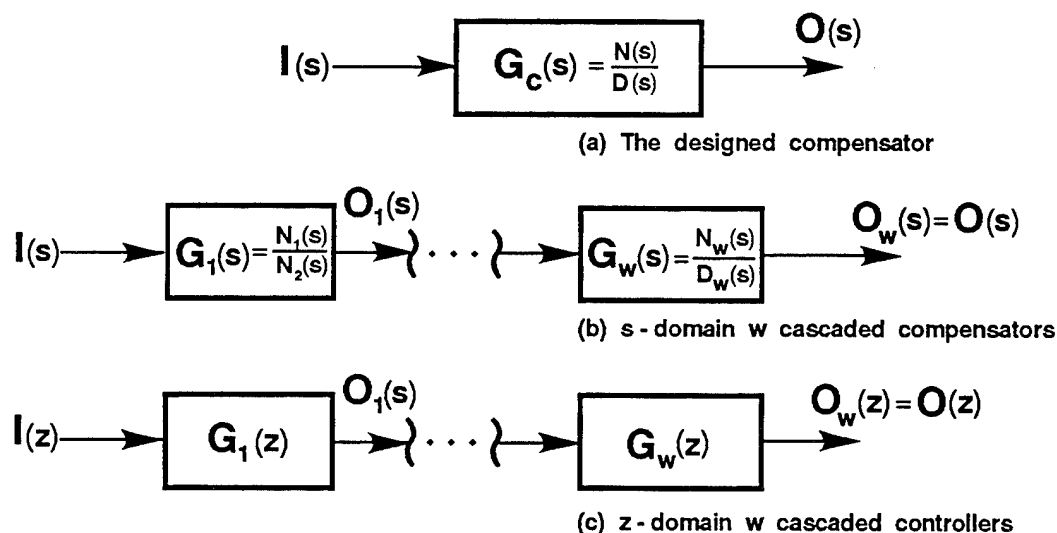 I(s) G_c(s) = N(s)/D(s) O(s)
(a) The designed compensator
I(s) G_1(s) = N_1(s)/N_2(s) O_1(s) ( · · · ( G_w(s) = N_w(s)/D_w(s) O_w(s) = O(s)
(b) s - domain w cascaded compensators
I(z) G_1(z) O_1(s) ( · · · ( G_w(z) O_w(z) = O(z)
(c) z - domain w cascaded controllers